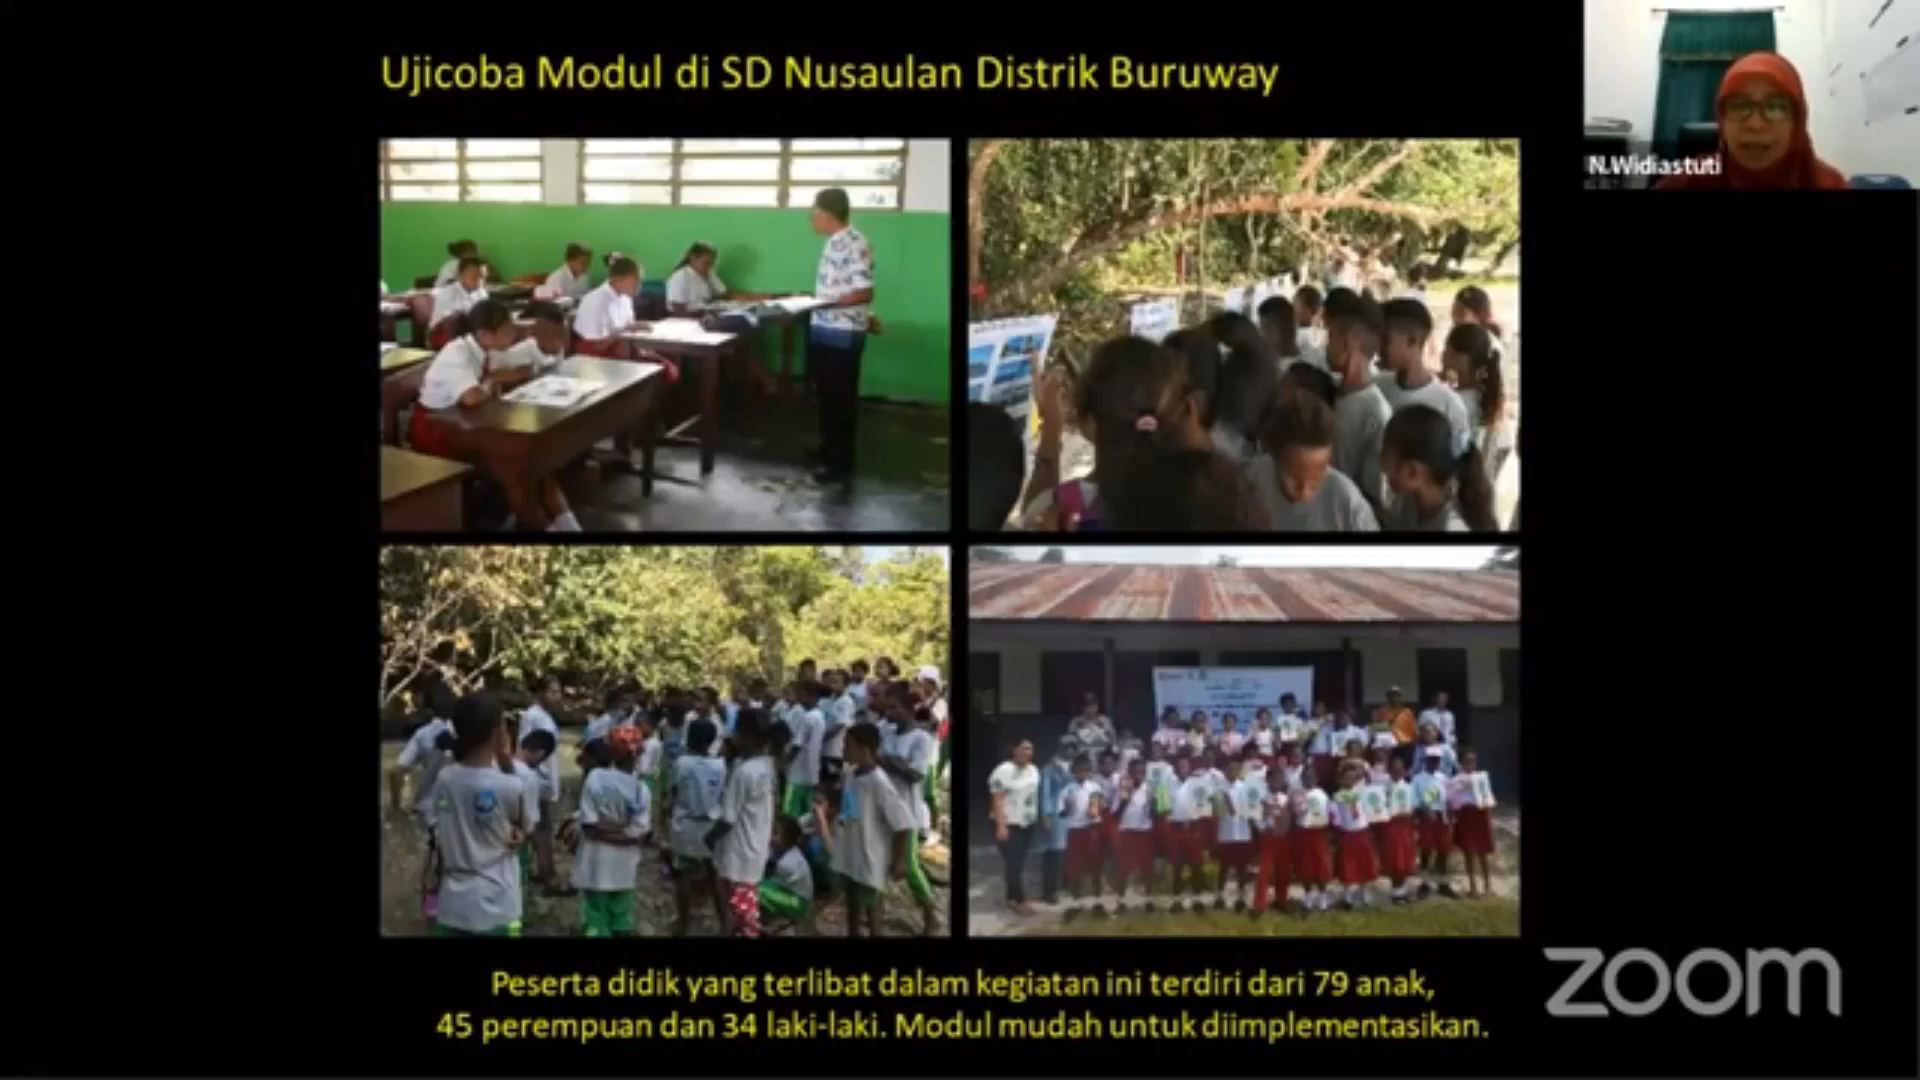 Ujicoba Modul di SD Nusaulan Distrik Buruway
N.Widiastuti
Peserta didik yang terlibat dalam kegiatan ini terdiri dari 79 anak,
45 perempuan dan 34 laki-laki. Modul mudah untuk diimplementasikan.
zoom